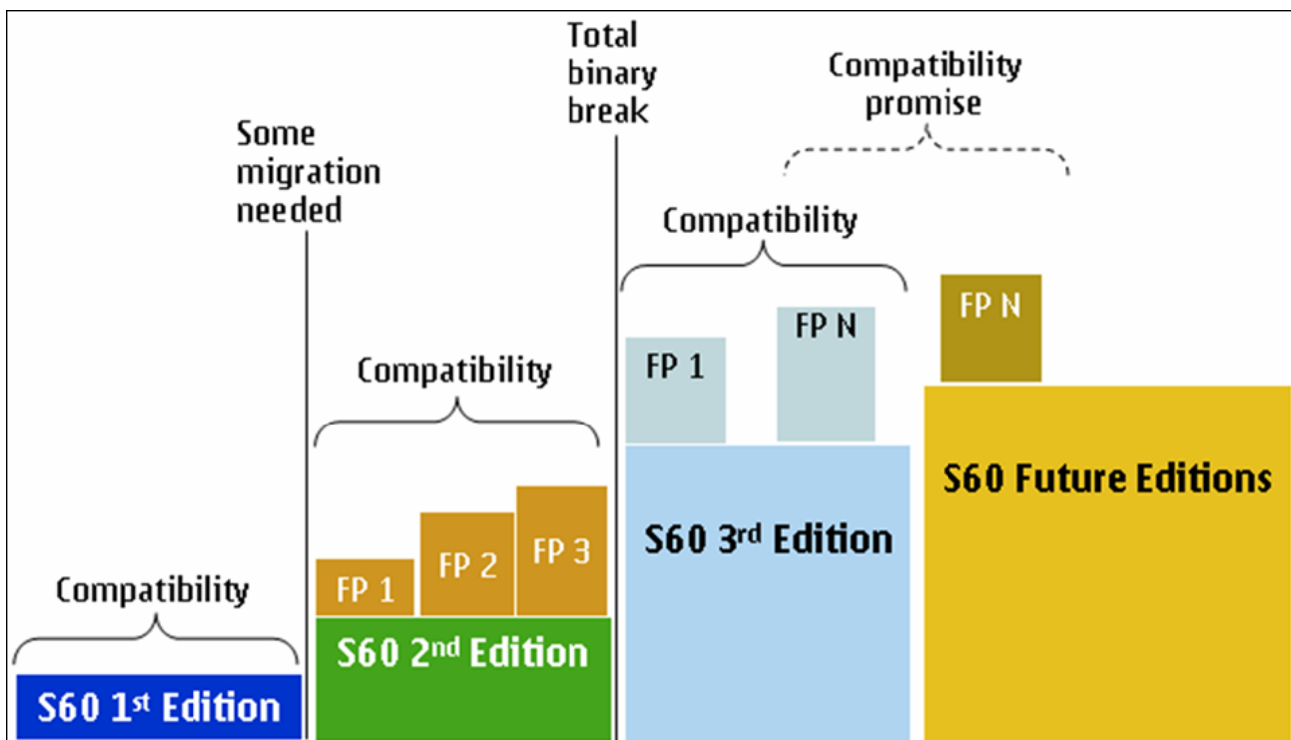 Total
binary
break
Compatibility
promise
Some
migration
needed
Compatibility
FP N
FP N
FP 1
Compatibility
S60 Future Editions
FP 3
S60 3rd Edition
FP 2
FP 1
Compatibility
S60 2nd Edition
S60 1st Edition